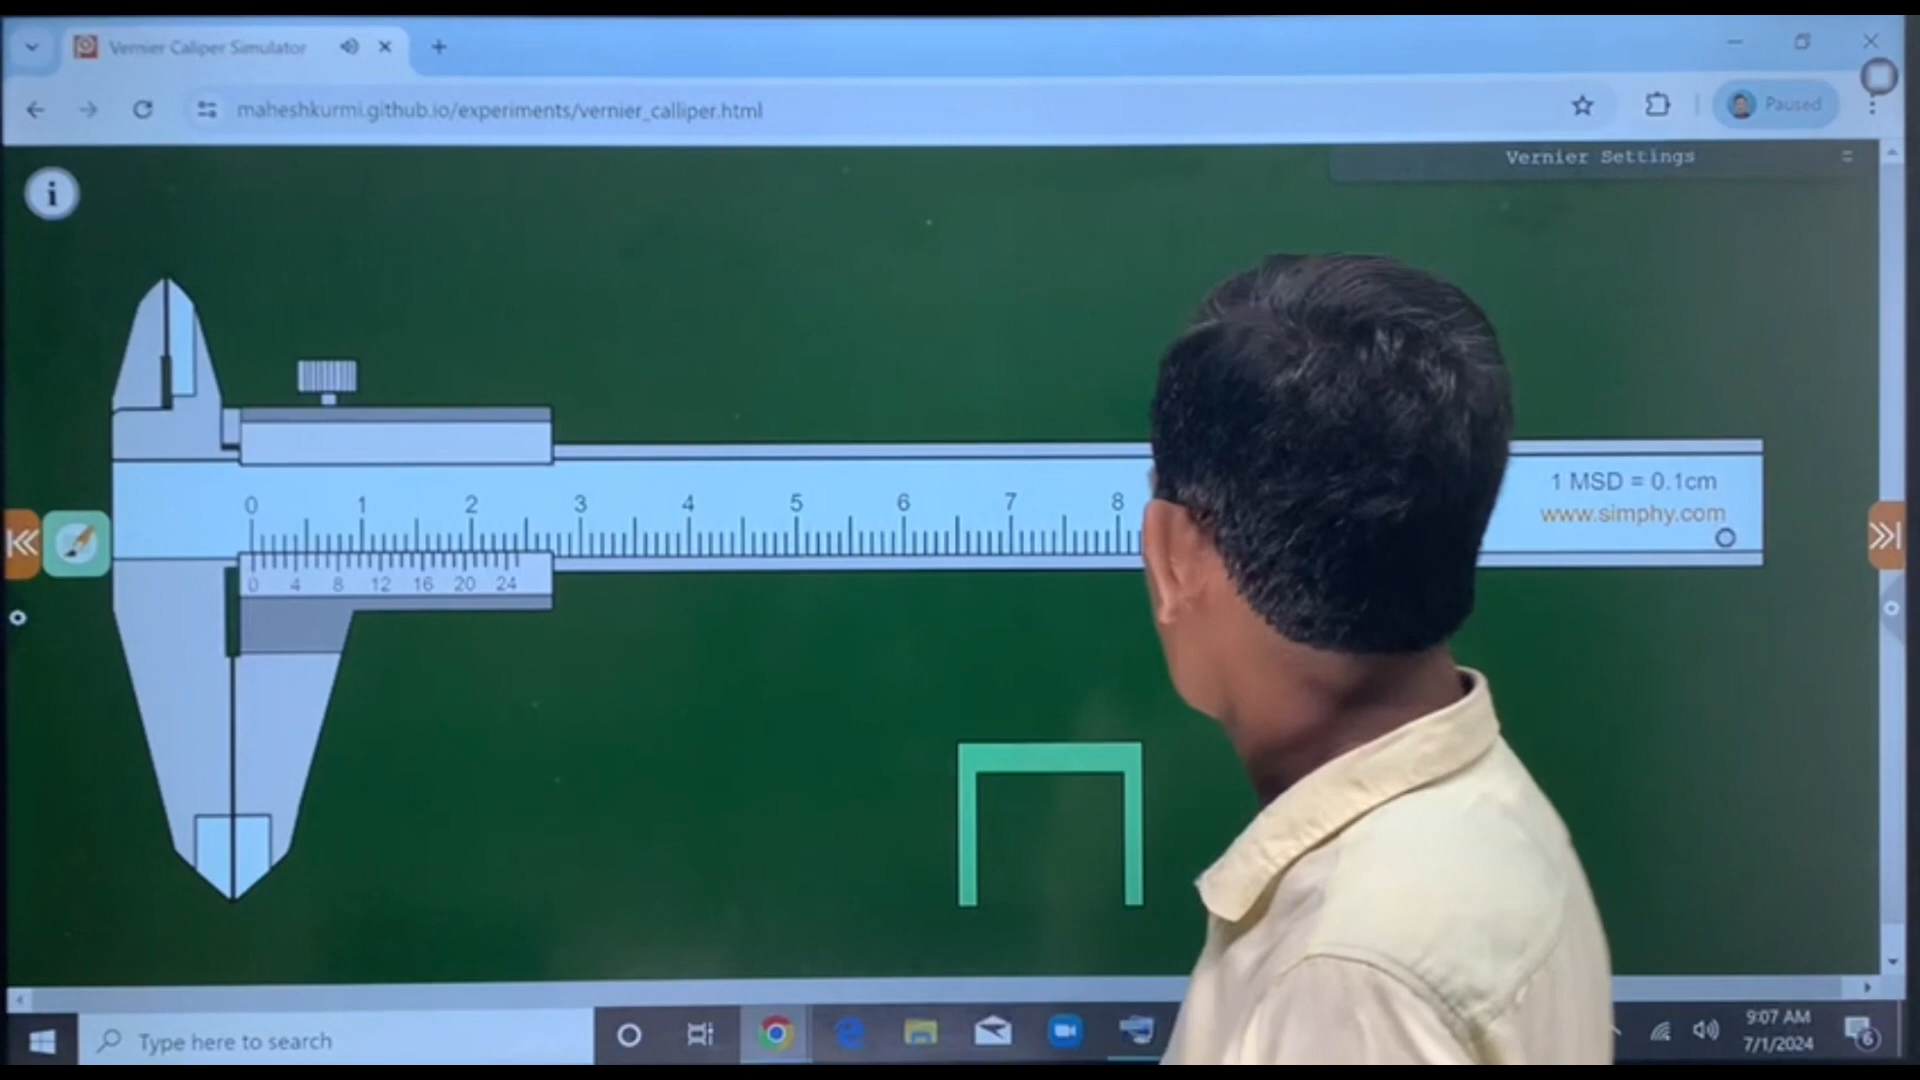 Vernier Caliper Simulator
maheshkurmi.github.io/experiments/vernier_calliper.html
Paused
Vernier Settings
i
0 1 2 3 4 5 6 7 8
1 MSD = 0.1cm
www.simphy.com
0 4 8 12 16 20 24
Type here to search
9:07 AM
7/1/2024
6